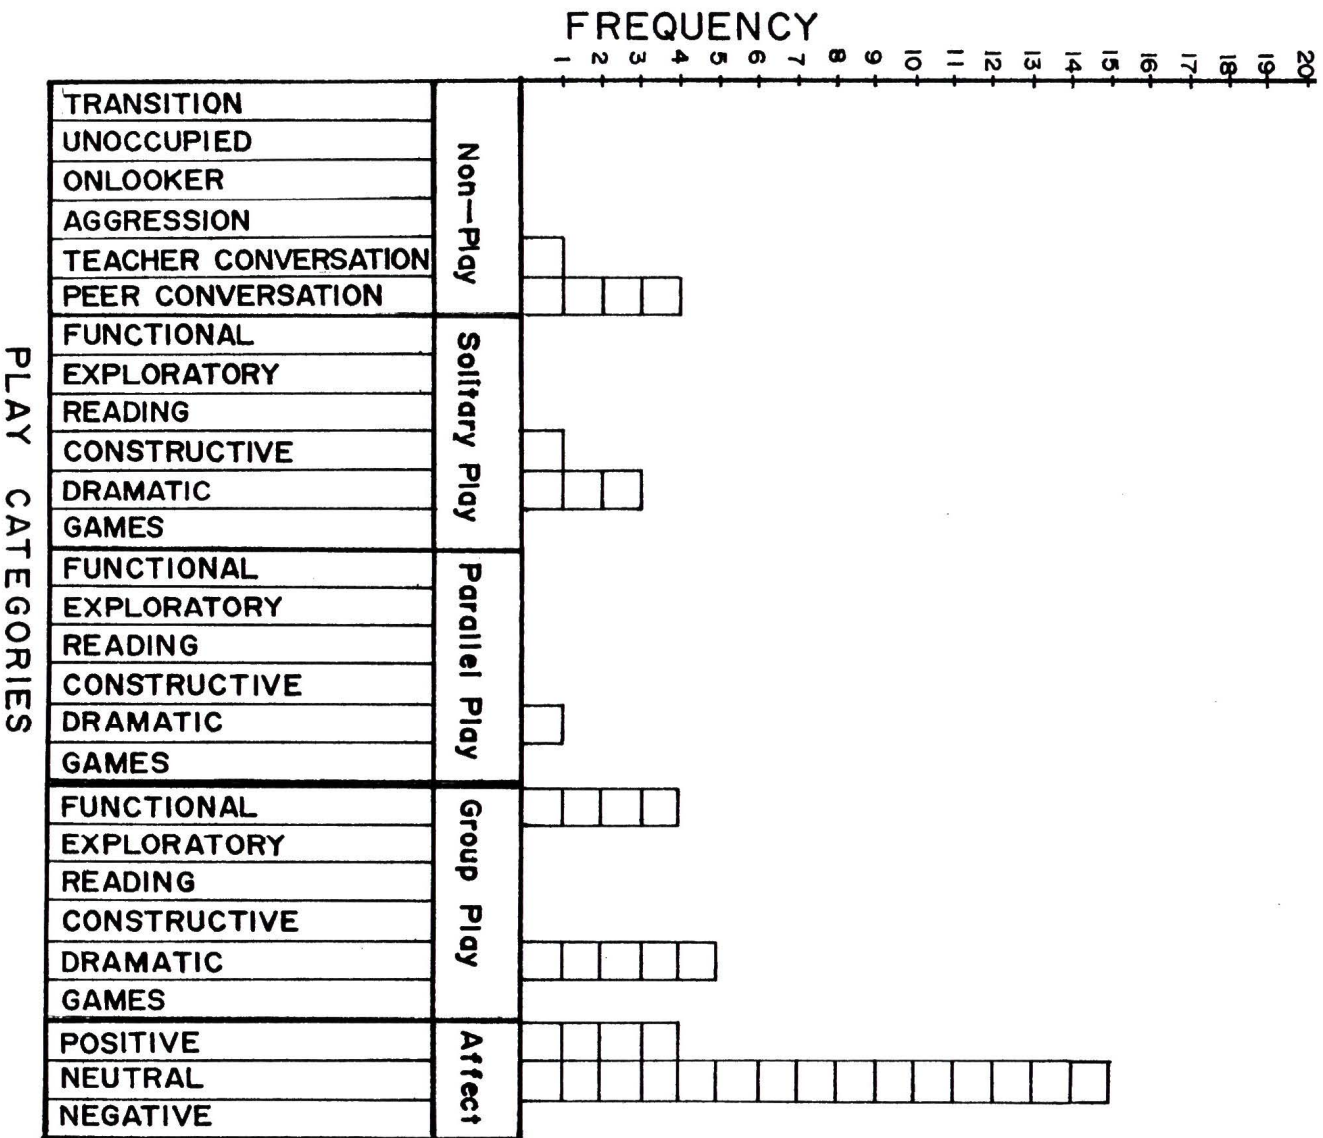 FREQUENCY
1 2 3 4 5 6 7 8 9 10 11 12 13 14 15 16 17 18 19 20
PLAY CATEGORIES
Non-Play
TRANSITION
UNOCCUPIED
ONLOOKER
AGGRESSION
TEACHER CONVERSATION
PEER CONVERSATION
Solitary Play
FUNCTIONAL
EXPLORATORY
READING
CONSTRUCTIVE
DRAMATIC
GAMES
Parallel Play
FUNCTIONAL
EXPLORATORY
READING
CONSTRUCTIVE
DRAMATIC
GAMES
Group Play
FUNCTIONAL
EXPLORATORY
READING
CONSTRUCTIVE
DRAMATIC
GAMES
Affect
POSITIVE
NEUTRAL
NEGATIVE